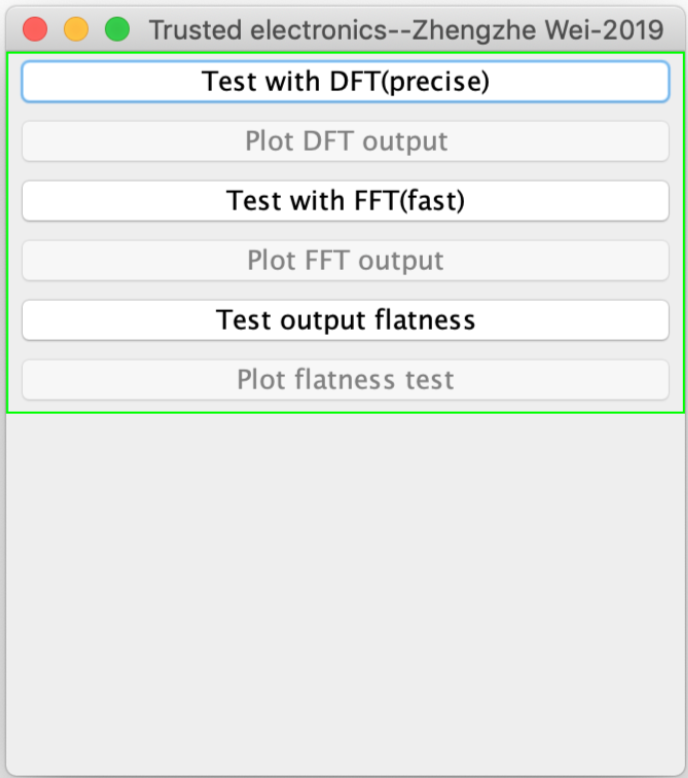 Trusted electronics--Zhengzhe Wei-2019
Test with DFT(precise)
Plot DFT output
Test with FFT(fast)
Plot FFT output
Test output flatness
Plot flatness test